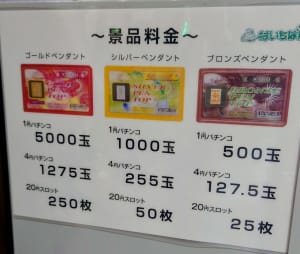 ～景品料金～
ゴールドペンダント
シルバーペンダント
ブロンズペンダント
1円パチンコ
5000玉
1円パチンコ
1000玉
1円パチンコ
500玉
4円パチンコ
1275玉
4円パチンコ
255玉
4円パチンコ
127.5玉
20円スロット
250枚
20円スロット
50枚
20円スロット
25枚